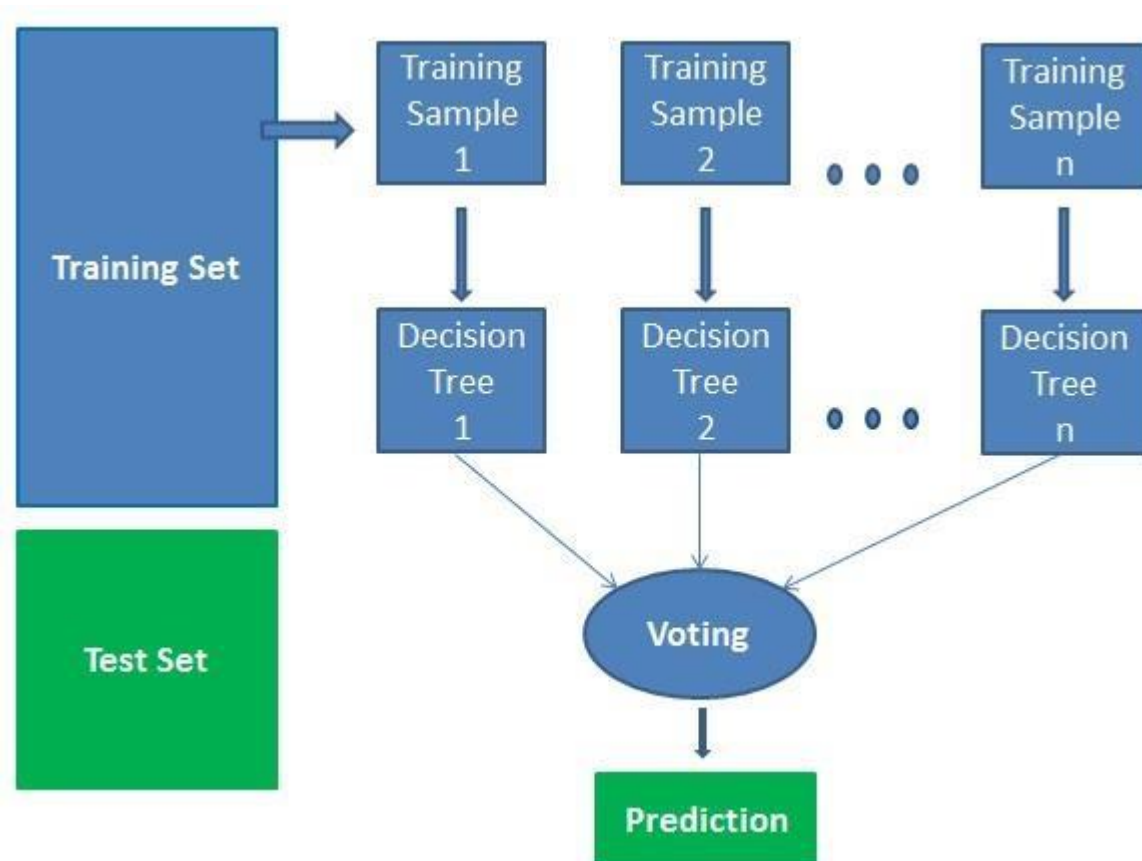 Training Set
Training
Sample
1
Training
Sample
2
Training
Sample
n
Decision
Tree
1
Decision
Tree
2
Decision
Tree
n
Test Set
Voting
Prediction